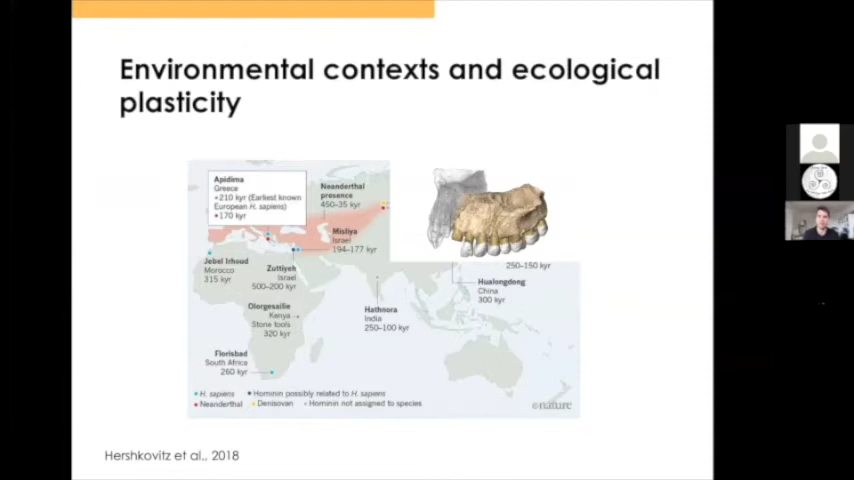 Environmental contexts and ecological
plasticity
Apidima
Greece
•210 kyr (Earliest known
European H. sapiens)
•170 kyr
Neanderthal
presence
450–35 kyr
Misliya
Israel
194–177 kyr
Jebel Irhoud
Morocco
315 kyr
Zuttiyeh
Israel
500–200 kyr
250–150 kyr
Hualongdong
China
300 kyr
Olorgesailie
Kenya
Stone tools
320 kyr
Hathnora
India
250–100 kyr
Florisbad
South Africa
260 kyr
• H. sapiens • Hominin possibly related to H. sapiens
• Neanderthal • Denisovan • Hominin not assigned to species
©nature
Hershkovitz et al., 2018